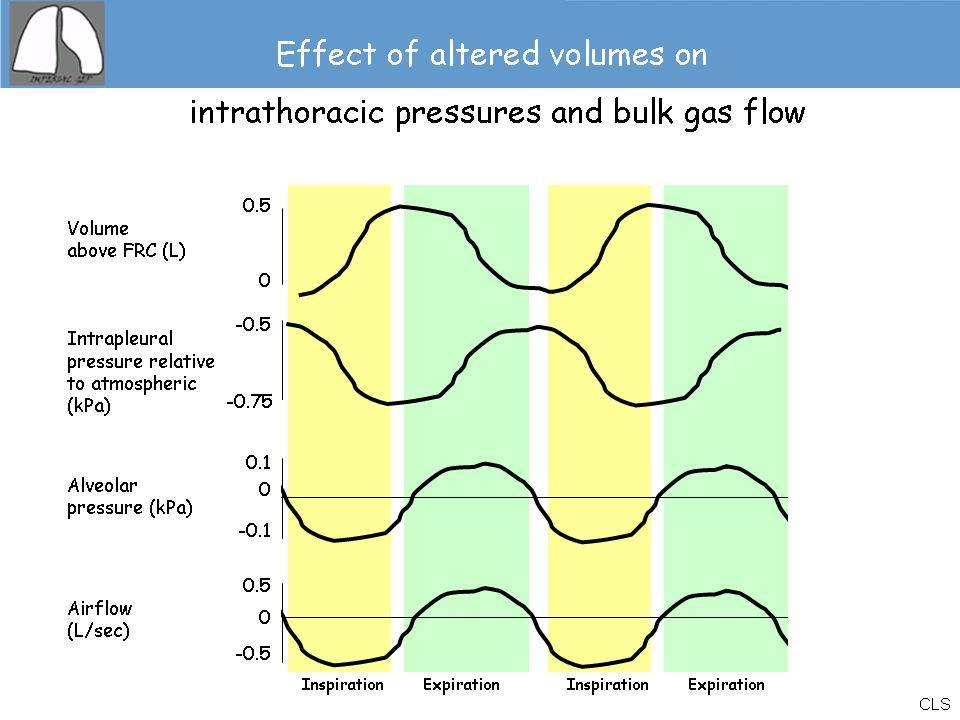 IMPERIAL SEP
Effect of altered volumes on
intrathoracic pressures and bulk gas flow
Volume
above FRC (L)
0.5
0
Intrapleural
pressure relative
to atmospheric
(kPa)
-0.5
-0.75
Alveolar
pressure (kPa)
0.1
0
-0.1
Airflow
(L/sec)
0.5
0
-0.5
Inspiration Expiration Inspiration Expiration
CLS